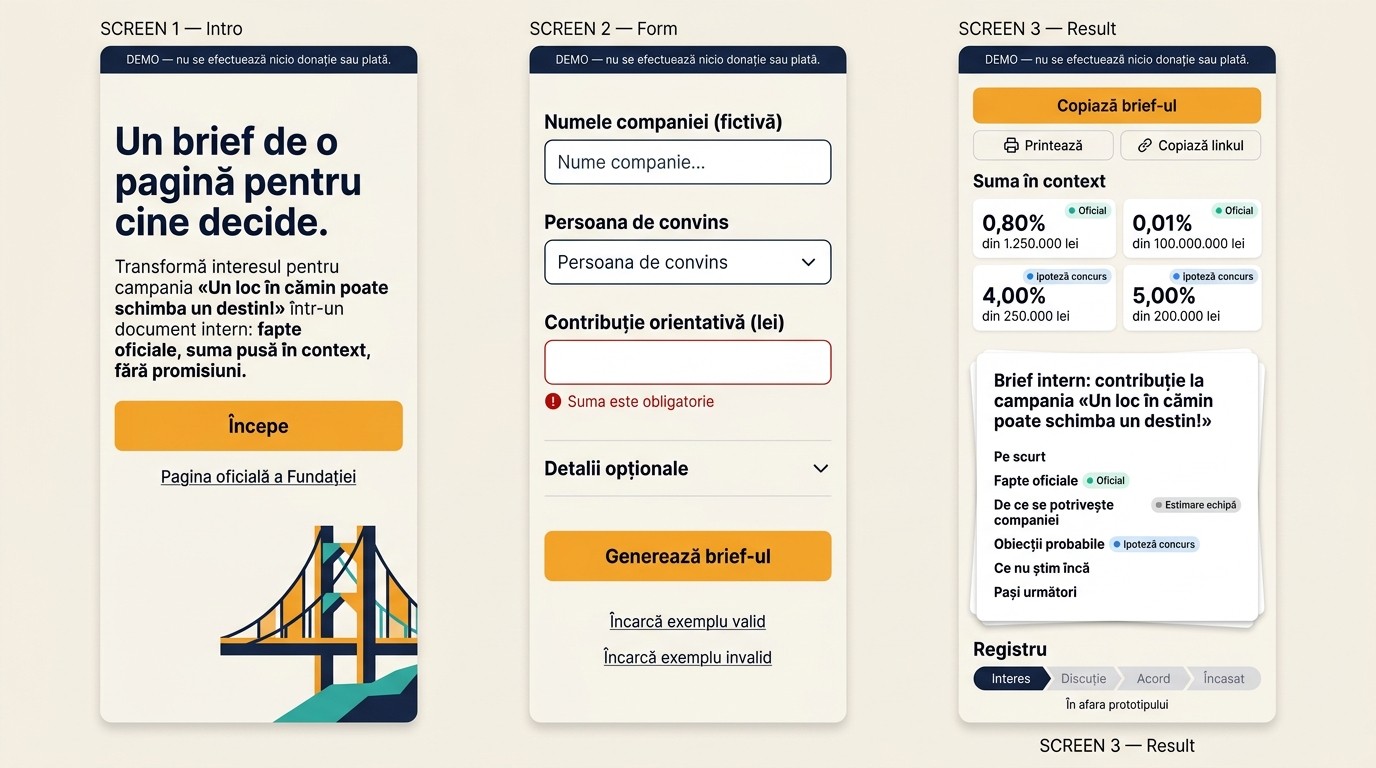 SCREEN 1 — Intro
DEMO — nu se efectuează nicio donație sau plată.
Un brief de o
pagină pentru
cine decide.
Transformă interesul pentru
campania «Un loc în cămin poate
schimba un destin!» într-un
document intern: fapte
oficiale, suma pusă în context,
fără promisiuni.
Începe
Pagina oficială a Fundației
SCREEN 2 — Form
DEMO — nu se efectuează nicio donație sau plată.
Numele companiei (fictivă)
Nume companie...
Persoana de convins
Persoana de convins
Contribuție orientativă (lei)
! Suma este obligatorie
Detalii opționale
Generează brief-ul
Încarcă exemplu valid
Încarcă exemplu invalid
SCREEN 3 — Result
DEMO — nu se efectuează nicio donație sau plată.
Copiază brief-ul
Printează
Copiază linkul
Suma în context
Oficial
0,80%
din 1.250.000 lei
Oficial
0,01%
din 100.000.000 lei
Ipoteză concurs
4,00%
din 250.000 lei
Ipoteză concurs
5,00%
din 200.000 lei
Brief intern: contribuție la
campania «Un loc în cămin
poate schimba un destin!»
Pe scurt
Fapte oficiale Oficial
De ce se potrivește
companiei
Estimare echipă
Obiecții probabile Ipoteză concurs
Ce nu știm încă
Pași următori
Registru
Interes Discuție Acord Încasat
În afara prototipului
SCREEN 3 — Result